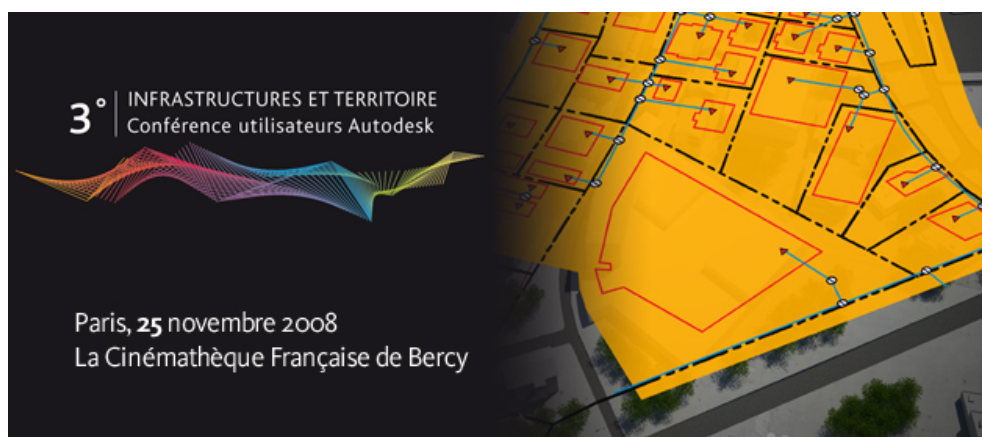 3° INFRASTRUCTURES ET TERRITOIRE
Conférence utilisateurs Autodesk
Paris, 25 novembre 2008
La Cinémathèque Française de Bercy